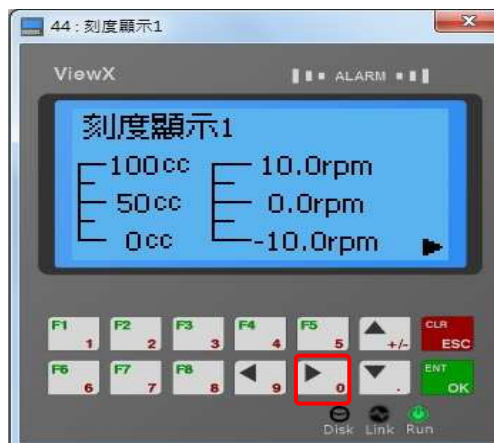 44 : 刻度顯示1
ViewX
ALARM
刻度顯示1
100cc 10.0rpm
50cc 0.0rpm
0cc -10.0rpm
F1 1 F2 2 F3 3 F4 4 F5 5 +/- CLR ESC
F6 6 F7 7 F8 8 9 0 . ENT OK
Disk Link Run